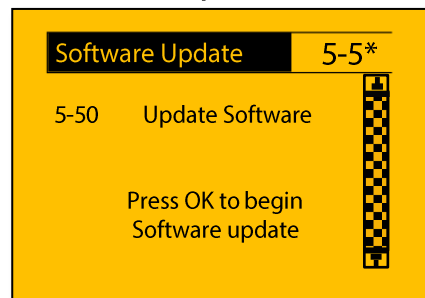 Software Update 5-5*
5-50 Update Software
Press OK to begin
Software update